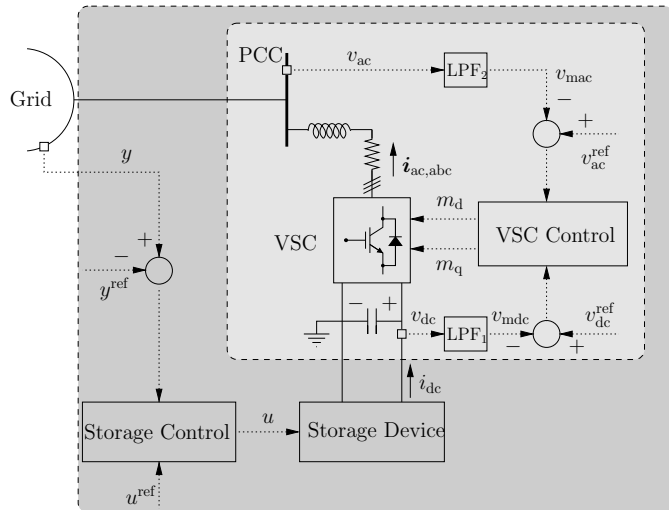 PCC
v_ac
LPF_2
v_mac
−
+
v_ac^ref
Grid
y
i_ac,abc
VSC
m_d
m_q
VSC Control
+
−
y^ref
−
+
v_dc
LPF_1
v_mdc
−
+
v_dc^ref
i_dc
Storage Control
u
Storage Device
u^ref